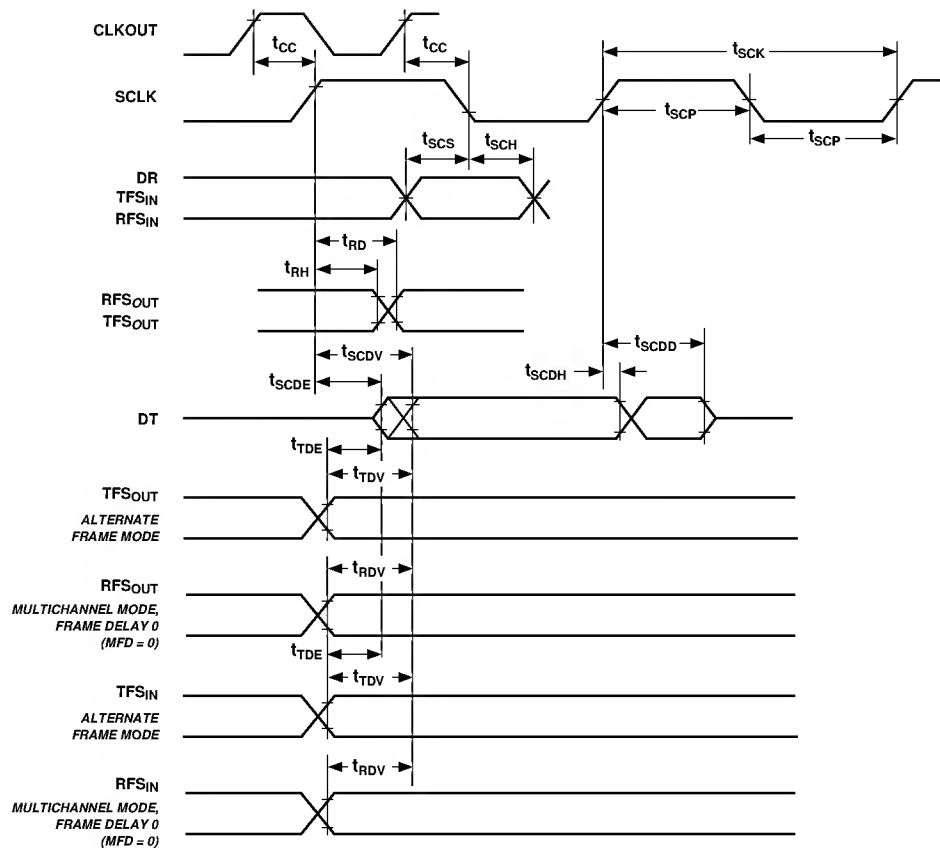 CLKOUT
tCC
tCC
tSCK
SCLK
tSCP
tSCP
tSCS
tSCH
DR
TFSIN
RFSIN
tRD
tRH
RFSOUT
TFSOUT
tSCDV
tSCDD
tSCDE
tSCDH
DT
tTDE
tTDV
TFSOUT
ALTERNATE
FRAME MODE
tRDV
RFSOUT
MULTICHANNEL MODE,
FRAME DELAY 0
(MFD = 0)
tTDE
tTDV
TFSIN
ALTERNATE
FRAME MODE
tRDV
RFSIN
MULTICHANNEL MODE,
FRAME DELAY 0
(MFD = 0)